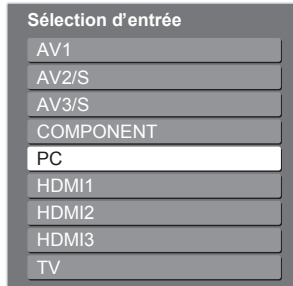 Sélection d’entrée
AV1
AV2/S
AV3/S
COMPONENT
PC
HDMI1
HDMI2
HDMI3
TV